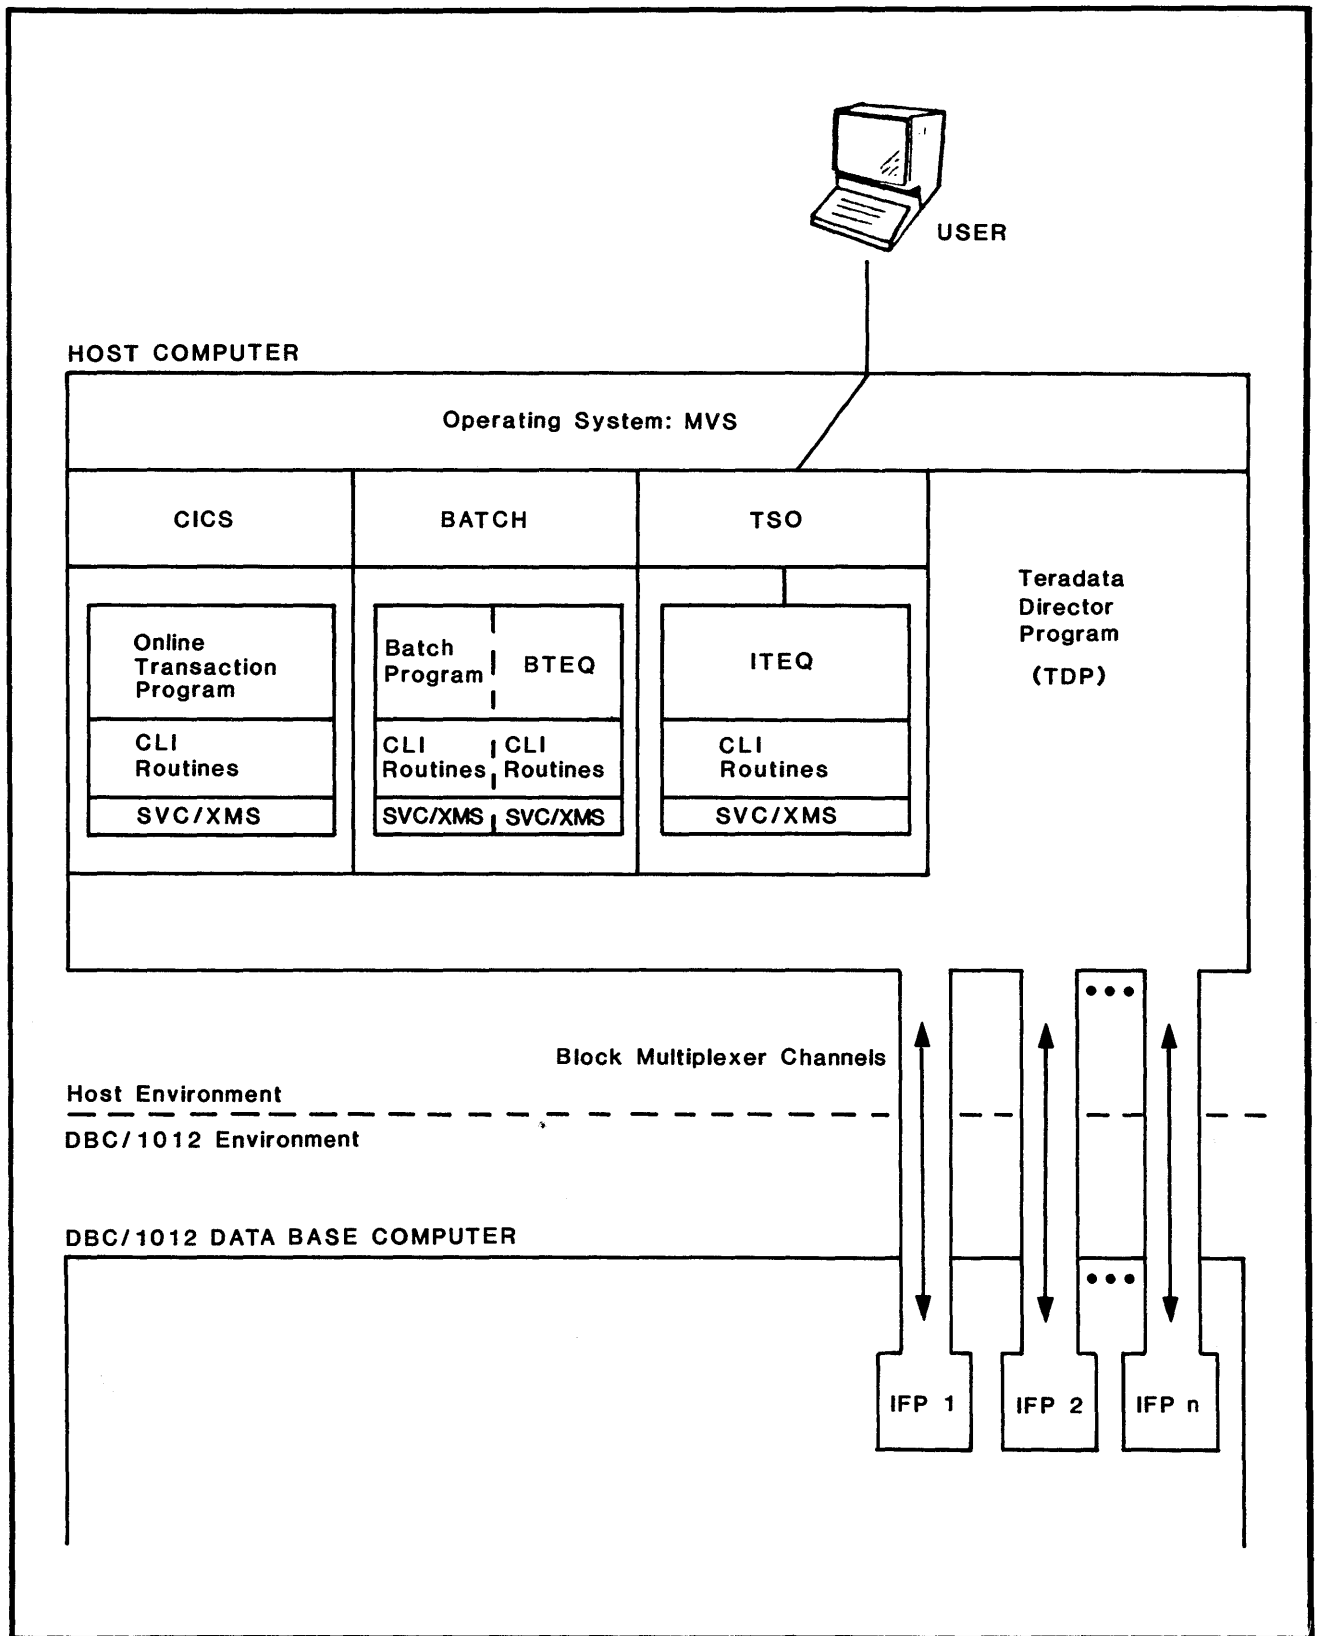 USER
HOST COMPUTER
Operating System: MVS
CICS
BATCH
TSO
Teradata
Director
Program
(TDP)
Online
Transaction
Program
Batch
Program
BTEQ
ITEQ
CLI
Routines
CLI
Routines
CLI
Routines
CLI
Routines
SVC/XMS
SVC/XMS
SVC/XMS
SVC/XMS
Block Multiplexer Channels
Host Environment
DBC/1012 Environment
DBC/1012 DATA BASE COMPUTER
IFP 1
IFP 2
IFP n